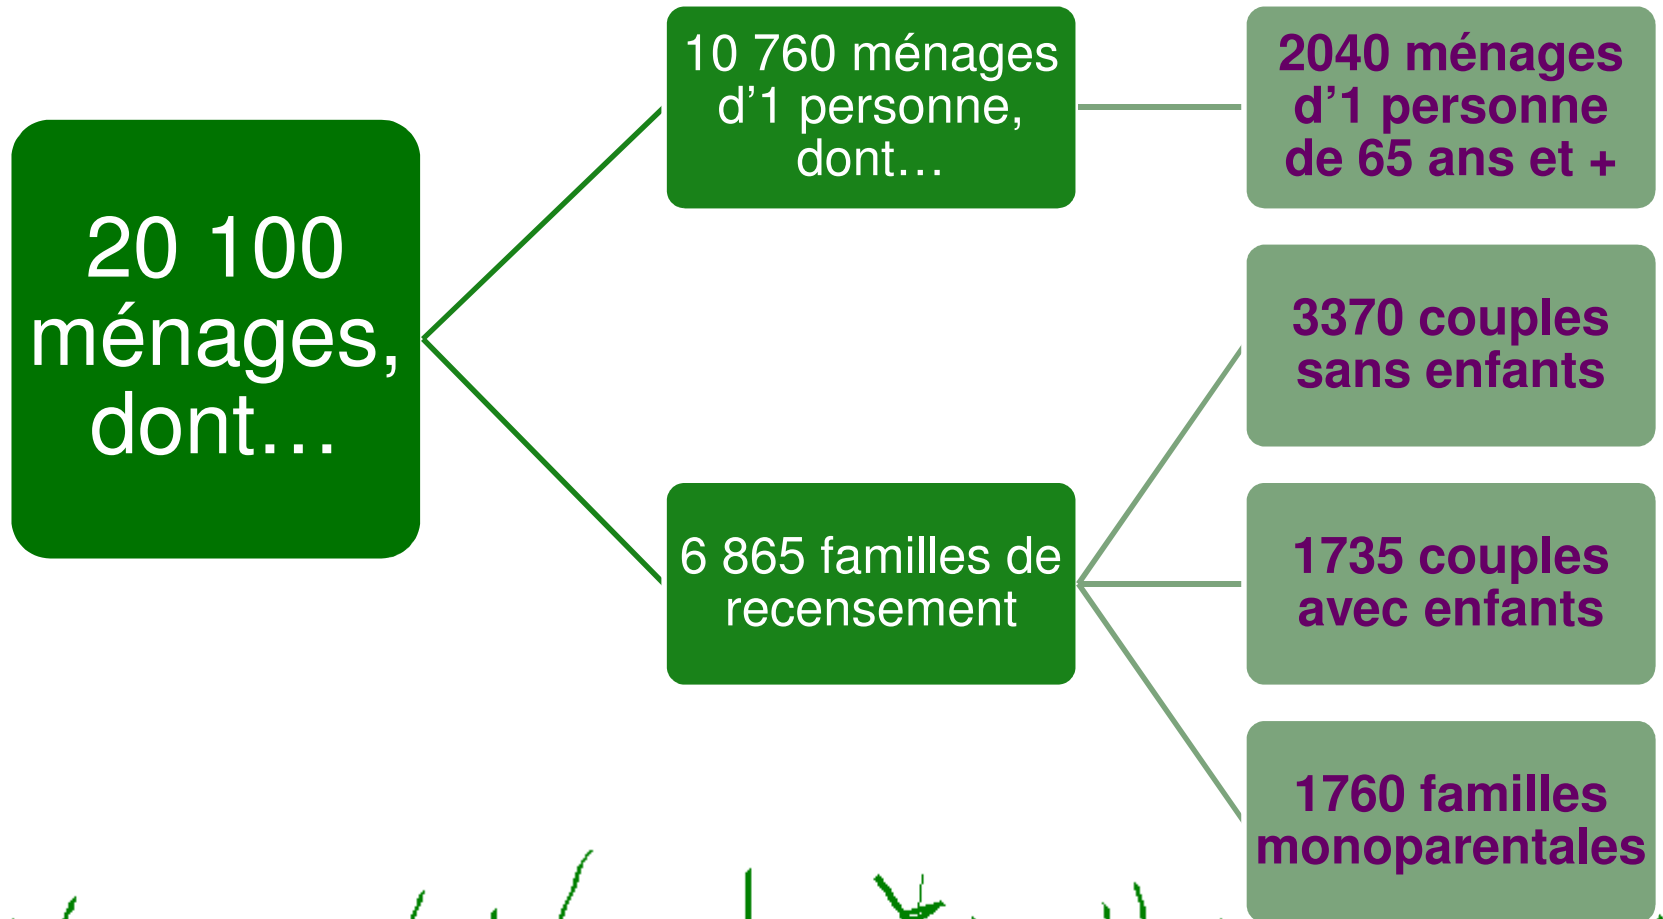 20 100
ménages,
dont…
10 760 ménages
d’1 personne,
dont…
2040 ménages
d’1 personne
de 65 ans et +
6 865 familles de
recensement
3370 couples
sans enfants
1735 couples
avec enfants
1760 familles
monoparentales